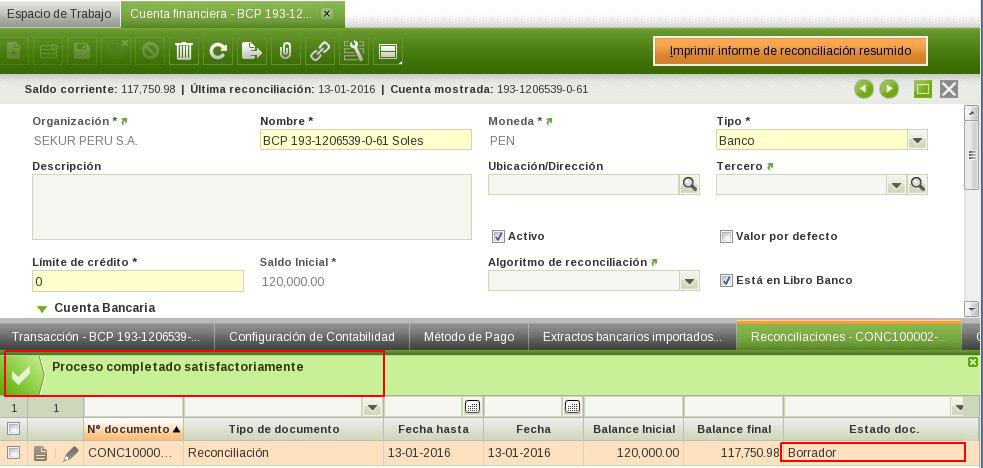 Espacio de Trabajo Cuenta financiera - BCP 193-12...
Imprimir informe de reconciliación resumido
Saldo corriente: 117,750.98 | Última reconciliación: 13-01-2016 | Cuenta mostrada: 193-1206539-0-61
Organización * Nombre * Moneda * Tipo *
SEKUR PERU S.A. BCP 193-1206539-0-61 Soles PEN Banco
Descripción Ubicación/Dirección Tercero
Activo Valor por defecto
Límite de crédito * Saldo Inicial * Algoritmo de reconciliación
0 120,000.00 Está en Libro Banco
Cuenta Bancaria
Transacción - BCP 193-1206539-... Configuración de Contabilidad Método de Pago Extractos bancarios importados... Reconciliaciones - CONC100002-...
Proceso completado satisfactoriamente
1 1
Nº documento Tipo de documento Fecha hasta Fecha Balance Inicial Balance final Estado doc.
CONC10000... Reconciliación 13-01-2016 13-01-2016 120,000.00 117,750.98 Borrador